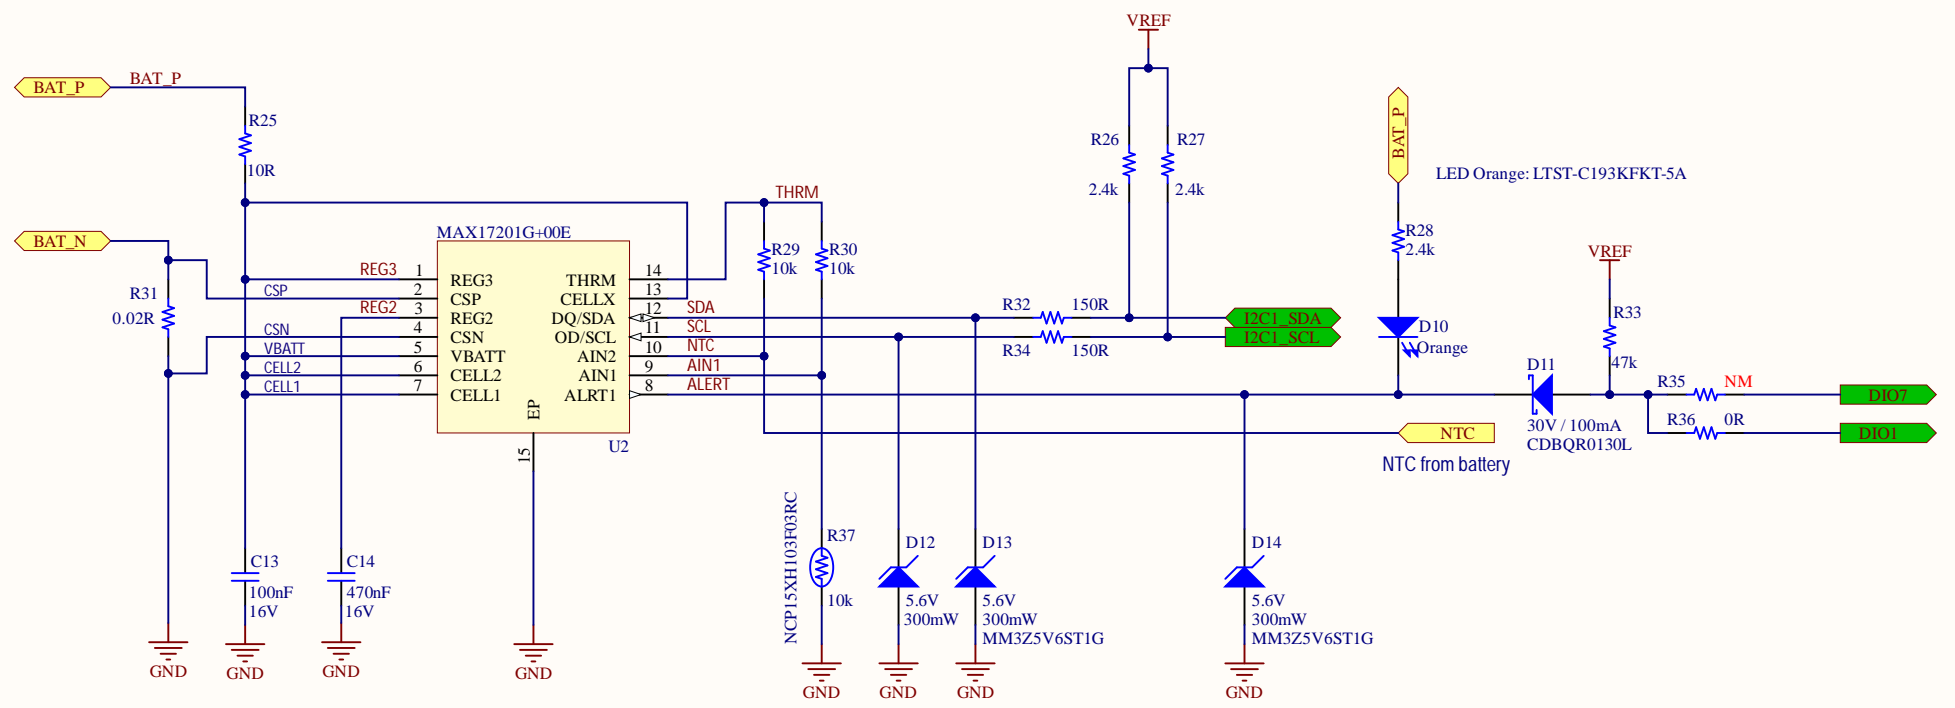 VREF
BAT_P
BAT_P
R25
10R
R26
2.4k
R27
2.4k
BAT_P
LED Orange: LTST-C193KFKT-5A
THRM
BAT_N
MAX17201G+00E
R28
2.4k
VREF
R29
10k
R30
10k
R31
0.02R
REG3
CSP
REG2
CSN
VBATT
CELL2
CELL1
1
2
3
4
5
6
7
REG3
CSP
REG2
CSN
VBATT
CELL2
CELL1
THRM
CELLX
DQ/SDA
OD/SCL
AIN2
AIN1
ALRT1
14
13
12
11
10
9
8
SDA
SCL
NTC
AIN1
ALERT
EP
15
U2
R32
150R
R34
150R
I2C1_SDA
I2C1_SCL
D10
Orange
R33
47k
D11
30V / 100mA
CDBQR0130L
R35
NM
R36
0R
DIO7
DIO1
NTC
NTC from battery
C13
100nF
16V
C14
470nF
16V
NCP15XH103F03RC
R37
10k
D12
5.6V
300mW
D13
5.6V
300mW
MM3Z5V6ST1G
D14
5.6V
300mW
MM3Z5V6ST1G
GND
GND
GND
GND
GND
GND
GND
GND